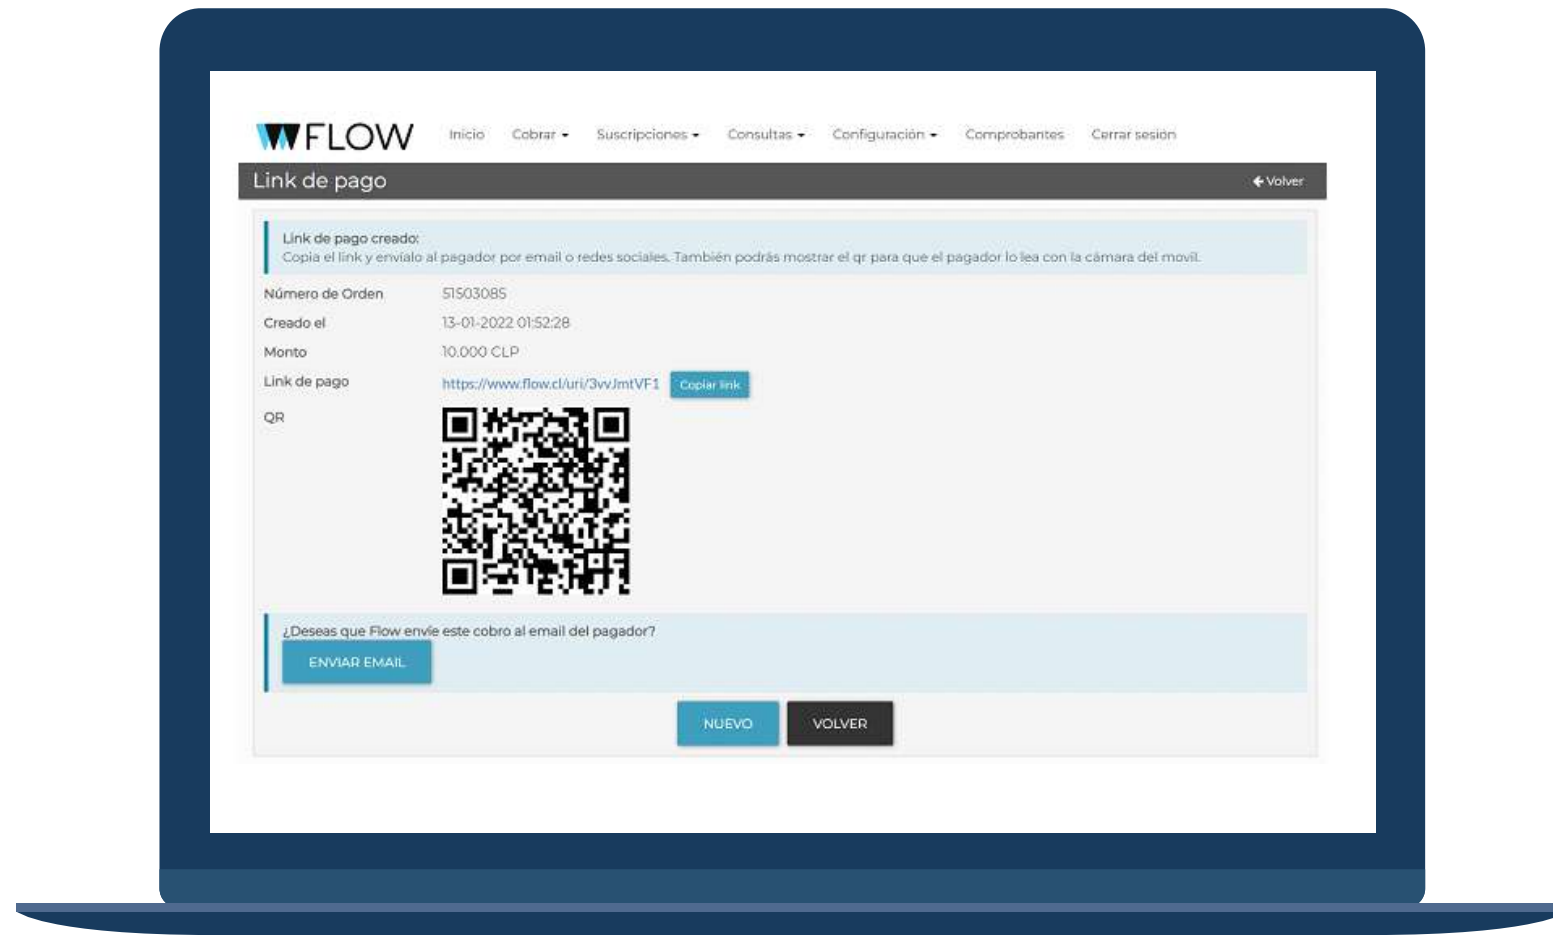 FLOW Inicio Cobrar Suscripciones Consultas Configuración Comprobantes Cerrar sesión
Link de pago Volver
Link de pago creado:
Copia el link y envíalo al pagador por email o redes sociales. También podrás mostrar el qr para que el pagador lo lea con la cámara del movil.
Número de Orden 51503085
Creado el 13-01-2022 01:52:28
Monto 10.000 CLP
Link de pago https://www.flow.cl/uri/3vvJmtVF1 Copiar link
QR
¿Deseas que Flow envíe este cobro al email del pagador?
ENVIAR EMAIL
NUEVO VOLVER